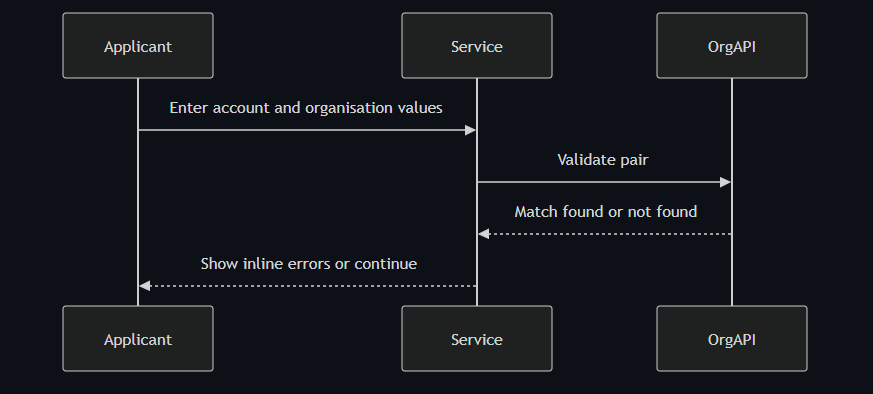 Applicant
Service
OrgAPI
Enter account and organisation values
Validate pair
Match found or not found
Show inline errors or continue
Applicant
Service
OrgAPI